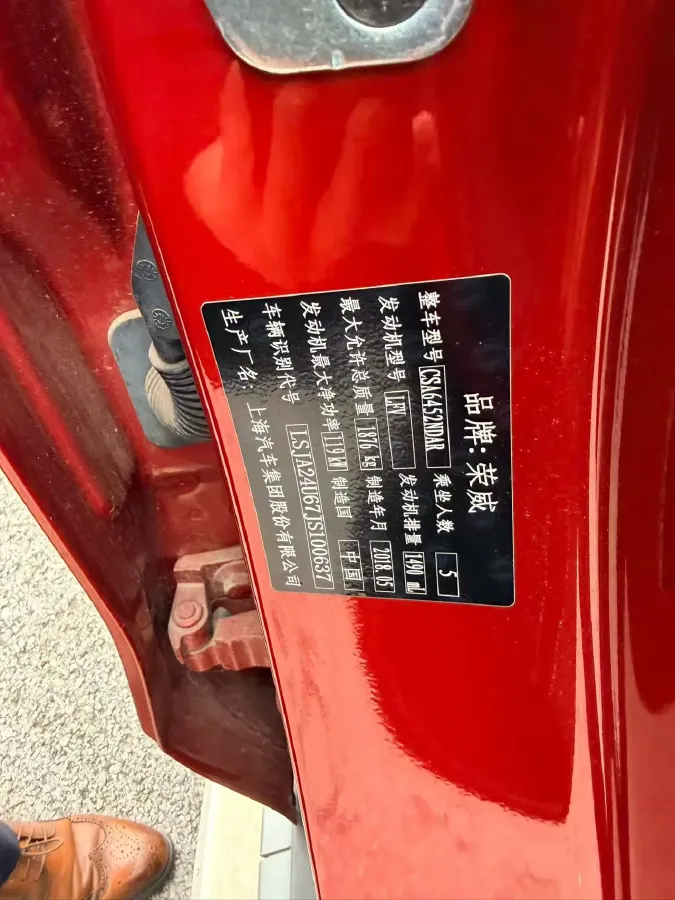 品牌: 荣威
整车型号 CSA6452NDAR 乘坐人数 5
发动机型号 LFV 发动机排量 1490 mL
最大允许总质量 1876 kg 制造年月 2018.05
发动机最大净功率 119 kW 制造国 中国
车辆识别代号 LSJA24U67JS100637
生产厂名: 上海汽车集团股份有限公司